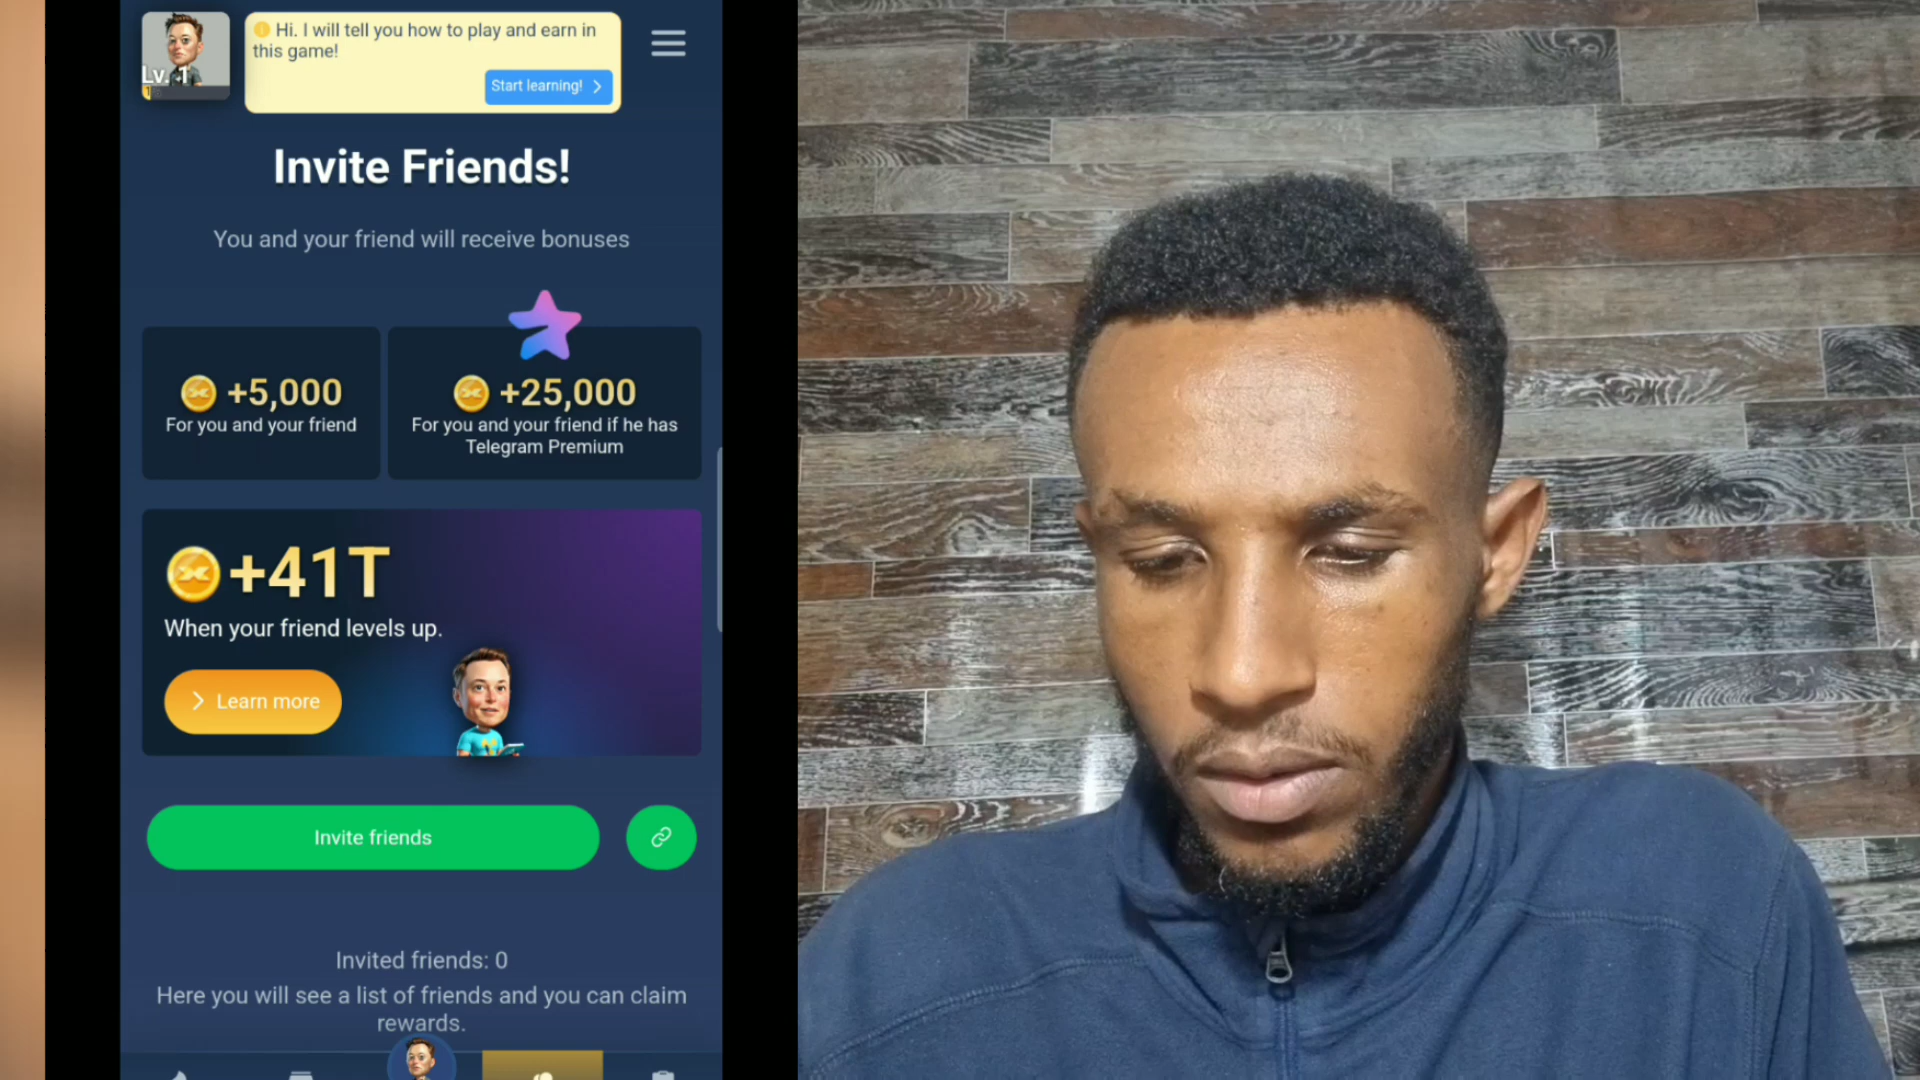 Hi. I will tell you how to play and earn in
this game!
Lv. 1
Start learning!
Invite Friends!
You and your friend will receive bonuses
+5,000
For you and your friend
+25,000
For you and your friend if he has
Telegram Premium
+41T
When your friend levels up.
Learn more
Invite friends
Invited friends: 0
Here you will see a list of friends and you can claim
rewards.